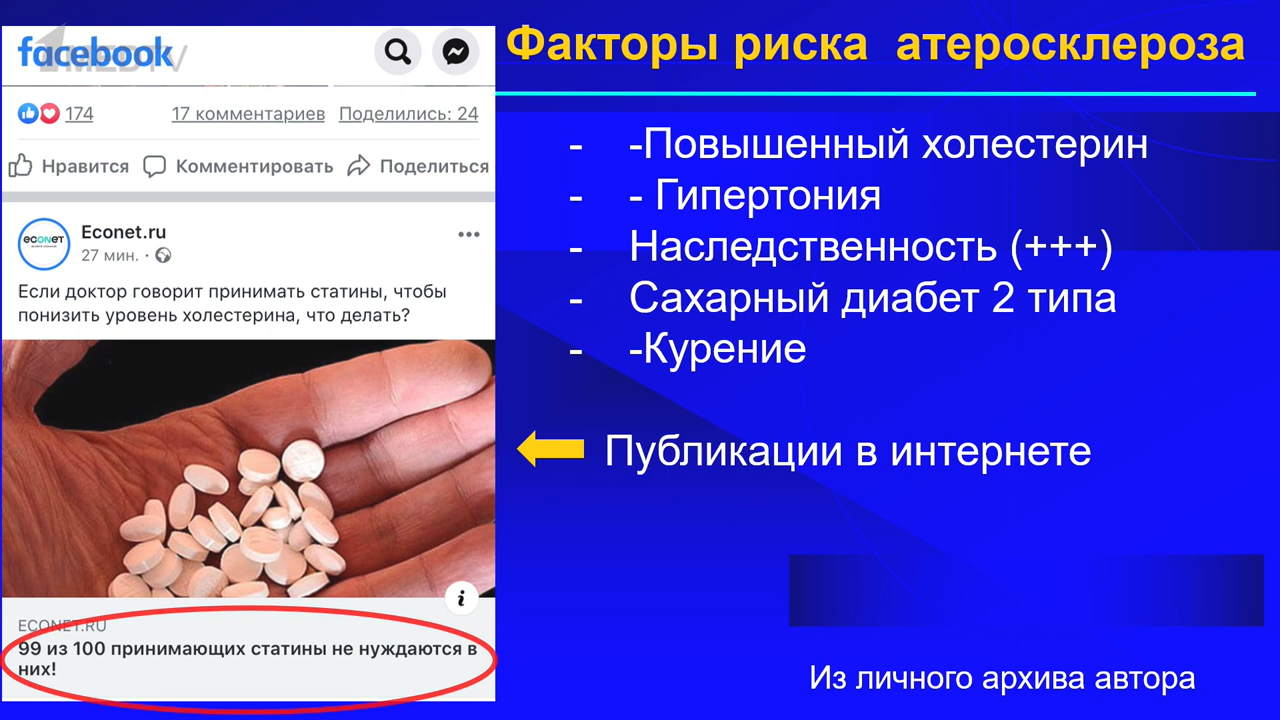 facebook
MEDTV
174
17 комментариев
Поделились: 24
Нравится
Комментировать
Поделиться
Econet.ru
27 мин. ·
econet
Если доктор говорит принимать статины, чтобы
понизить уровень холестерина, что делать?
ECONET.RU
99 из 100 принимающих статины не нуждаются в
них!
Факторы риска атеросклероза
- -Повышенный холестерин
- - Гипертония
- Наследственность (+++)
- Сахарный диабет 2 типа
- -Курение
Публикации в интернете
Из личного архива автора